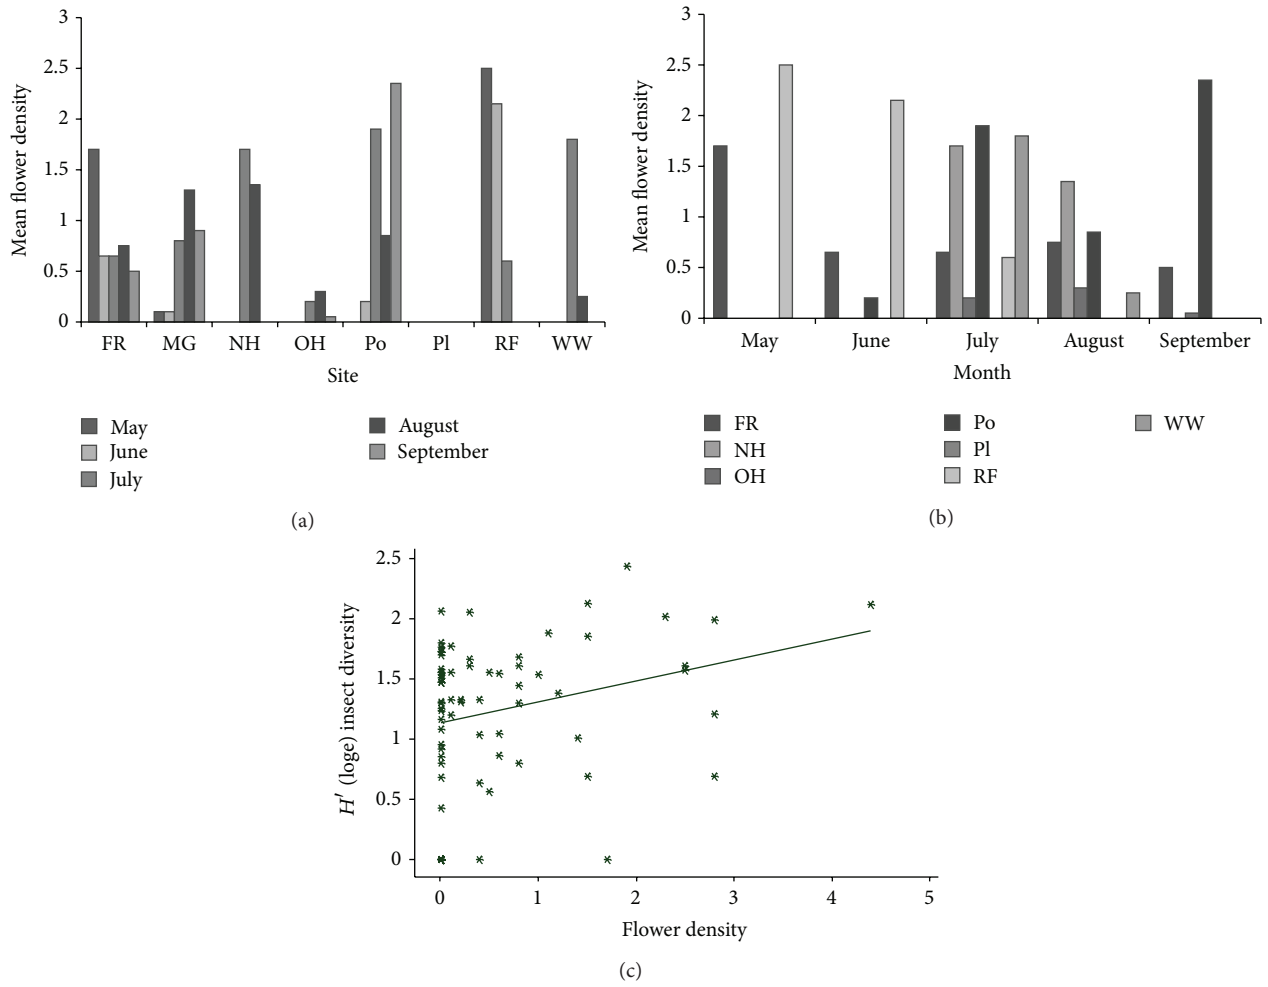 3
2.5
2
1.5
1
0.5
0
Mean flower density
FR MG NH OH Po Pl RF WW
Site
May
June
July
August
September
(a)
3
2.5
2
1.5
1
0.5
0
Mean flower density
May June July August September
Month
FR
NH
OH
Po
Pl
RF
WW
(b)
2.5
2
1.5
1
0.5
0
H′ (loge) insect diversity
0 1 2 3 4 5
Flower density
(c)